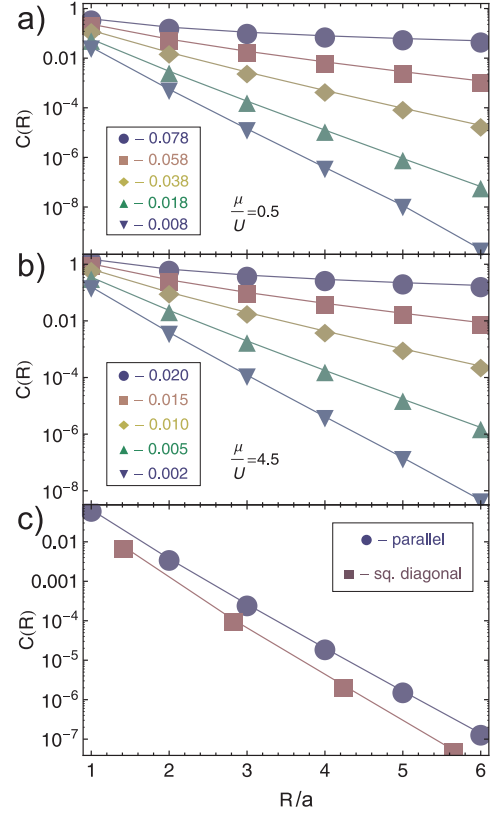 a)
1
0.01
10⁻⁴
10⁻⁶
10⁻⁸
C(R)
– 0.078
– 0.058
– 0.038
– 0.018
– 0.008
μ/U=0.5
b)
1
0.01
10⁻⁴
10⁻⁶
10⁻⁸
C(R)
– 0.020
– 0.015
– 0.010
– 0.005
– 0.002
μ/U=4.5
c)
0.01
0.001
10⁻⁴
10⁻⁵
10⁻⁶
10⁻⁷
C(R)
– parallel
– sq. diagonal
1 2 3 4 5 6
R/a